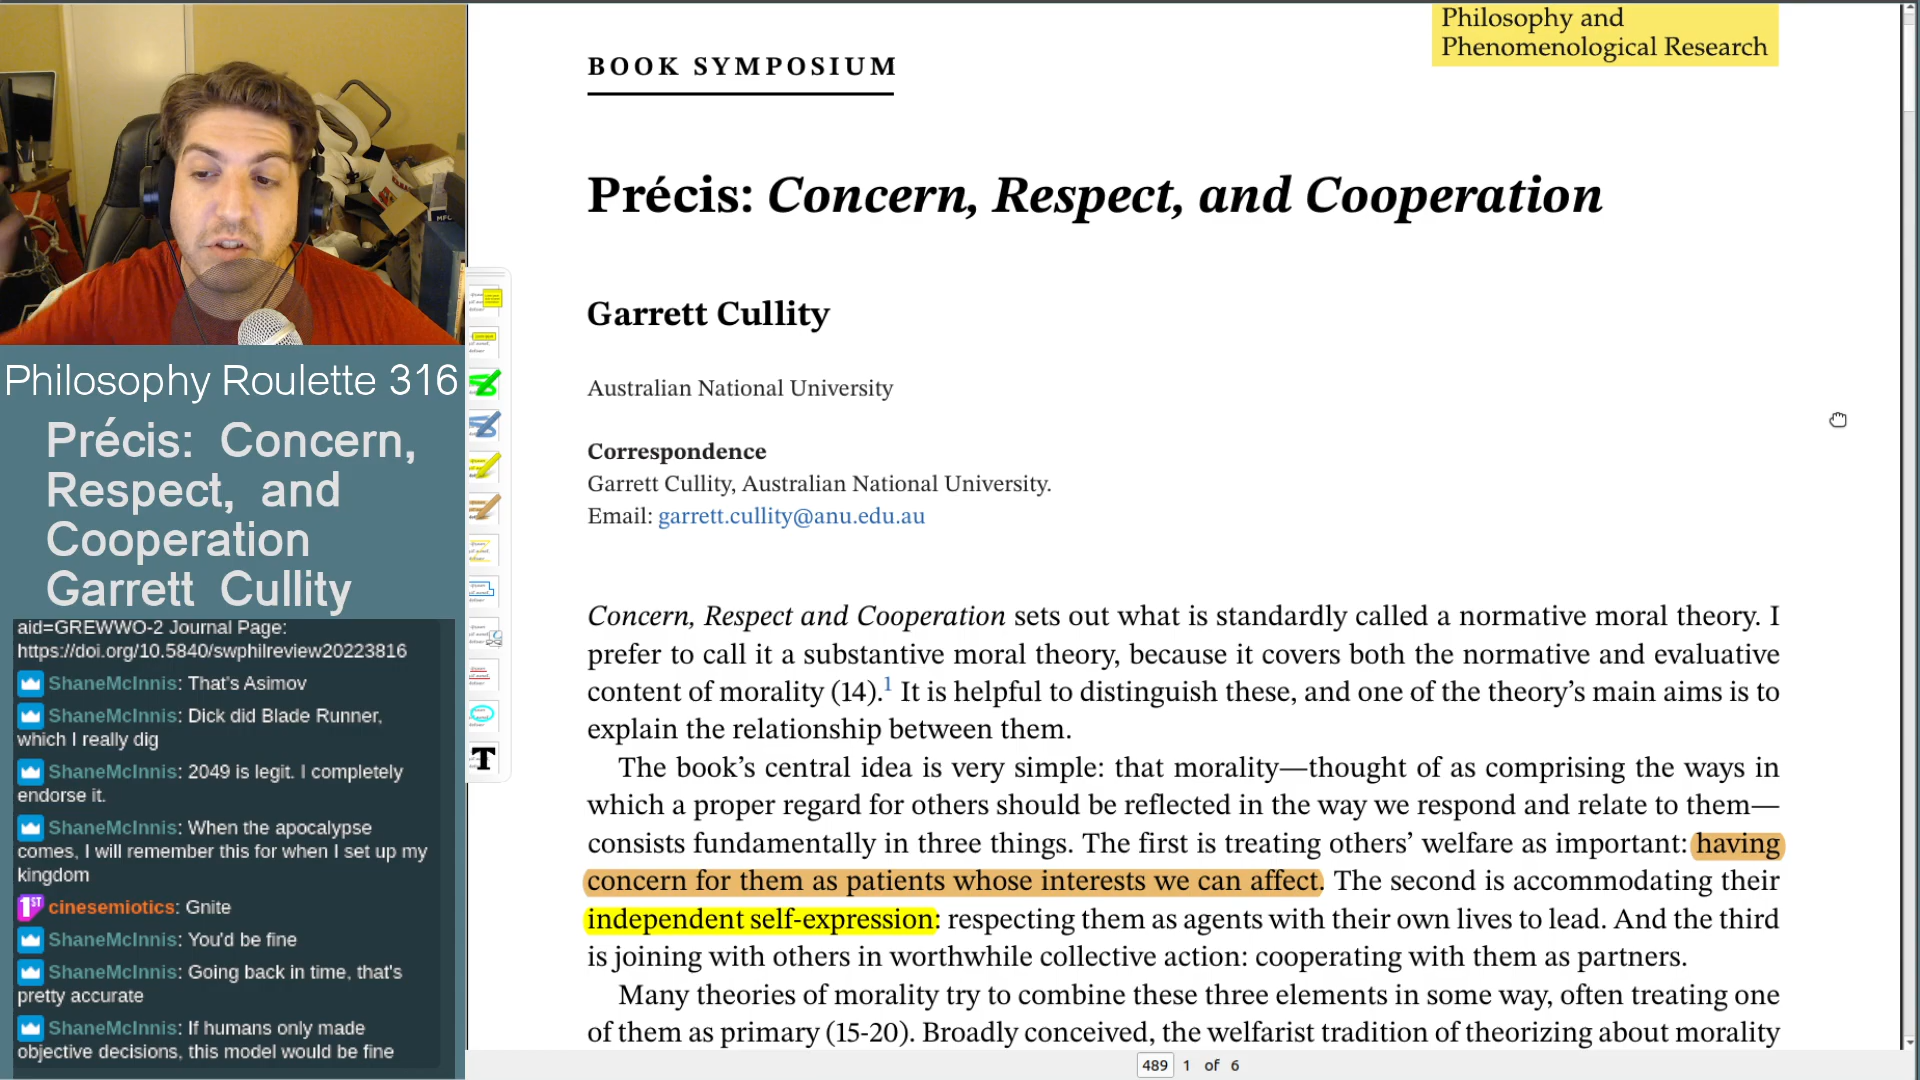 Philosophy Roulette 316
Précis: Concern,
Respect, and
Cooperation
Garrett Cullity
aid=GREWWO-2 Journal Page:
https://doi.org/10.5840/swphilreview20223816
ShaneMcInnis: That's Asimov
ShaneMcInnis: Dick did Blade Runner,
which I really dig
ShaneMcInnis: 2049 is legit. I completely
endorse it.
ShaneMcInnis: When the apocalypse
comes, I will remember this for when I set up my
kingdom
1ST cinesemiotics: Gnite
ShaneMcInnis: You'd be fine
ShaneMcInnis: Going back in time, that's
pretty accurate
ShaneMcInnis: If humans only made
objective decisions, this model would be fine
T
Philosophy and
Phenomenological Research
BOOK SYMPOSIUM
Précis: Concern, Respect, and Cooperation
Garrett Cullity
Australian National University
Correspondence
Garrett Cullity, Australian National University.
Email: garrett.cullity@anu.edu.au
Concern, Respect and Cooperation sets out what is standardly called a normative moral theory. I
prefer to call it a substantive moral theory, because it covers both the normative and evaluative
content of morality (14).1 It is helpful to distinguish these, and one of the theory’s main aims is to
explain the relationship between them.
The book’s central idea is very simple: that morality—thought of as comprising the ways in
which a proper regard for others should be reflected in the way we respond and relate to them—
consists fundamentally in three things. The first is treating others’ welfare as important: having
concern for them as patients whose interests we can affect. The second is accommodating their
independent self-expression: respecting them as agents with their own lives to lead. And the third
is joining with others in worthwhile collective action: cooperating with them as partners.
Many theories of morality try to combine these three elements in some way, often treating one
of them as primary (15-20). Broadly conceived, the welfarist tradition of theorizing about morality
489 1 of 6